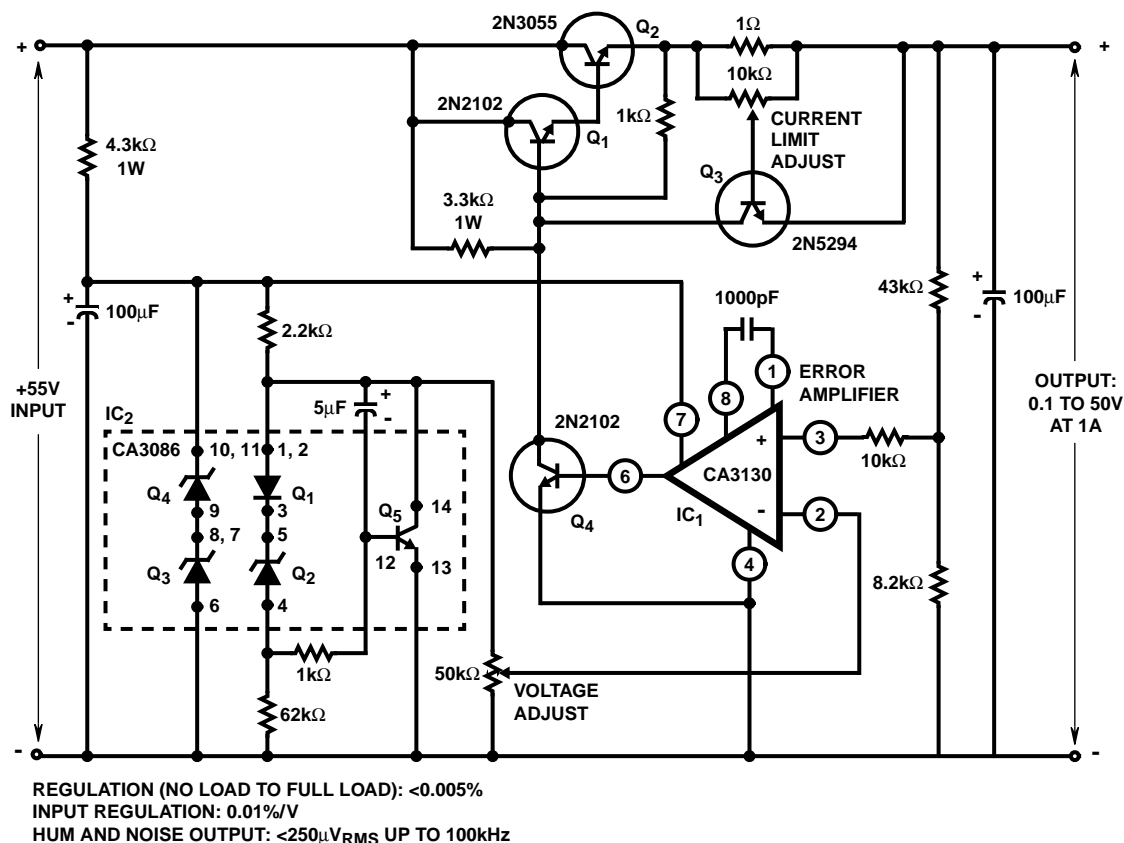 2N3055
Q2
1Ω
+
+
10kΩ
2N2102
Q1
1kΩ
CURRENT
LIMIT
ADJUST
4.3kΩ
1W
Q3
3.3kΩ
1W
2N5294
+
-
100µF
2.2kΩ
1000pF
43kΩ
+
-
100µF
+55V
INPUT
5µF
+
-
1
ERROR
AMPLIFIER
OUTPUT:
0.1 TO 50V
AT 1A
IC2
8
7
2N2102
CA3086
10, 11
1, 2
+
3
6
CA3130
10kΩ
Q4
Q1
14
9
3
Q5
IC1
-
2
8, 7
5
Q4
12
13
4
Q3
Q2
8.2kΩ
6
4
1kΩ
50kΩ
VOLTAGE
ADJUST
62kΩ
-
-
REGULATION (NO LOAD TO FULL LOAD): <0.005%
INPUT REGULATION: 0.01%/V
HUM AND NOISE OUTPUT: <250µVRMS UP TO 100kHz